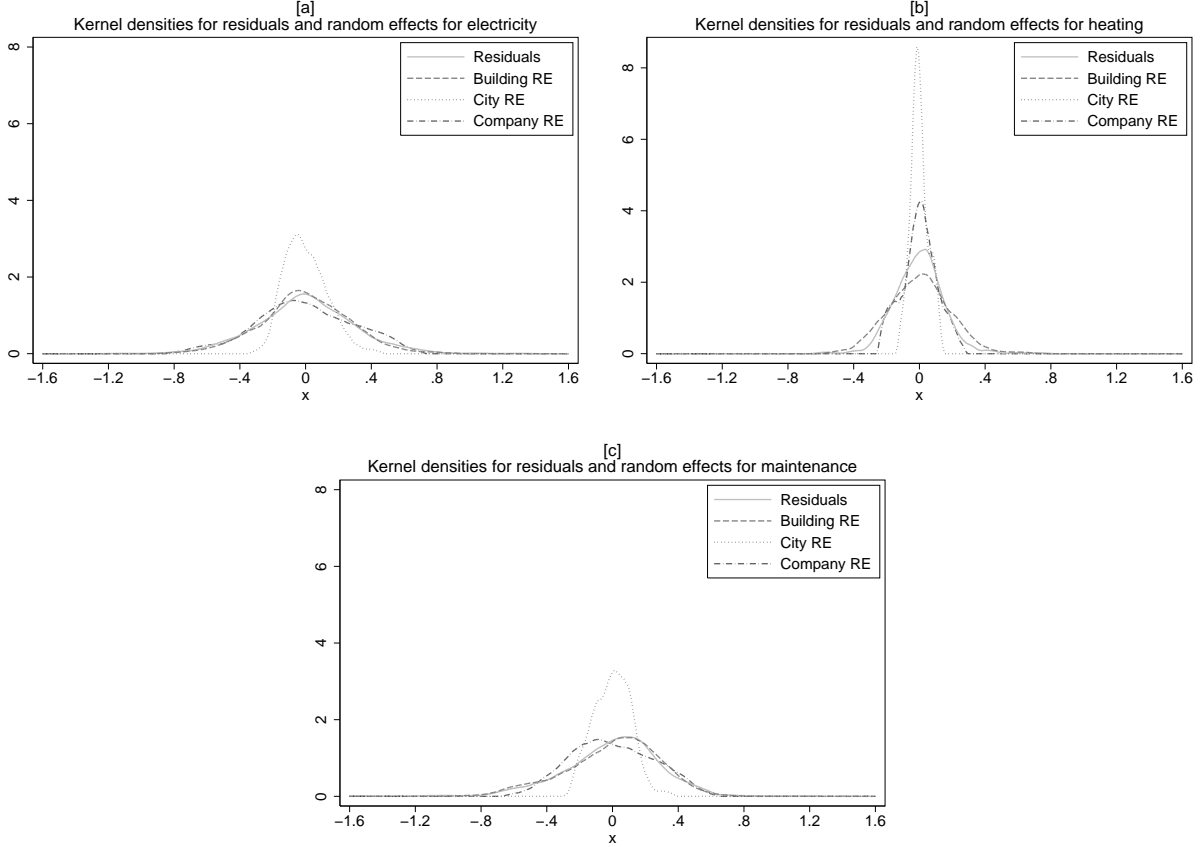 [a]
Kernel densities for residuals and random effects for electricity
Residuals
Building RE
City RE
Company RE
8
6
4
2
0
−1.6 −1.2 −.8 −.4 0 .4 .8 1.2 1.6
x
[b]
Kernel densities for residuals and random effects for heating
Residuals
Building RE
City RE
Company RE
8
6
4
2
0
−1.6 −1.2 −.8 −.4 0 .4 .8 1.2 1.6
x
[c]
Kernel densities for residuals and random effects for maintenance
Residuals
Building RE
City RE
Company RE
8
6
4
2
0
−1.6 −1.2 −.8 −.4 0 .4 .8 1.2 1.6
x